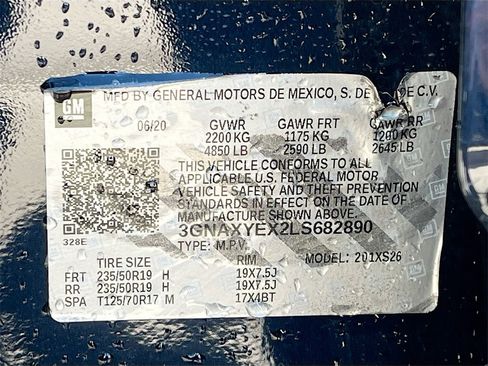 GM
MFD BY GENERAL MOTORS DE MEXICO, S. DE DE C.V.
06/20 GVWR GAWR FRT GAWR RR
2200 KG 1175 KG 1200 KG
4850 LB 2590 LB 2645 LB
THIS VEHICLE CONFORMS TO ALL
APPLICABLE U.S. FEDERAL MOTOR
VEHICLE SAFETY AND THEFT PREVENTION
STANDARDS IN EFFECT ON THE DATE OF
MANUFACTURE SHOWN ABOVE.
3GNAXYEX2LS682890
328E
TYPE: M.P.V.
TIRE SIZE RIM MODEL: 201XS26
FRT 235/50R19 H 19X7.5J
RR 235/50R19 H 19X7.5J
SPA T125/70R17 M 17X4BT